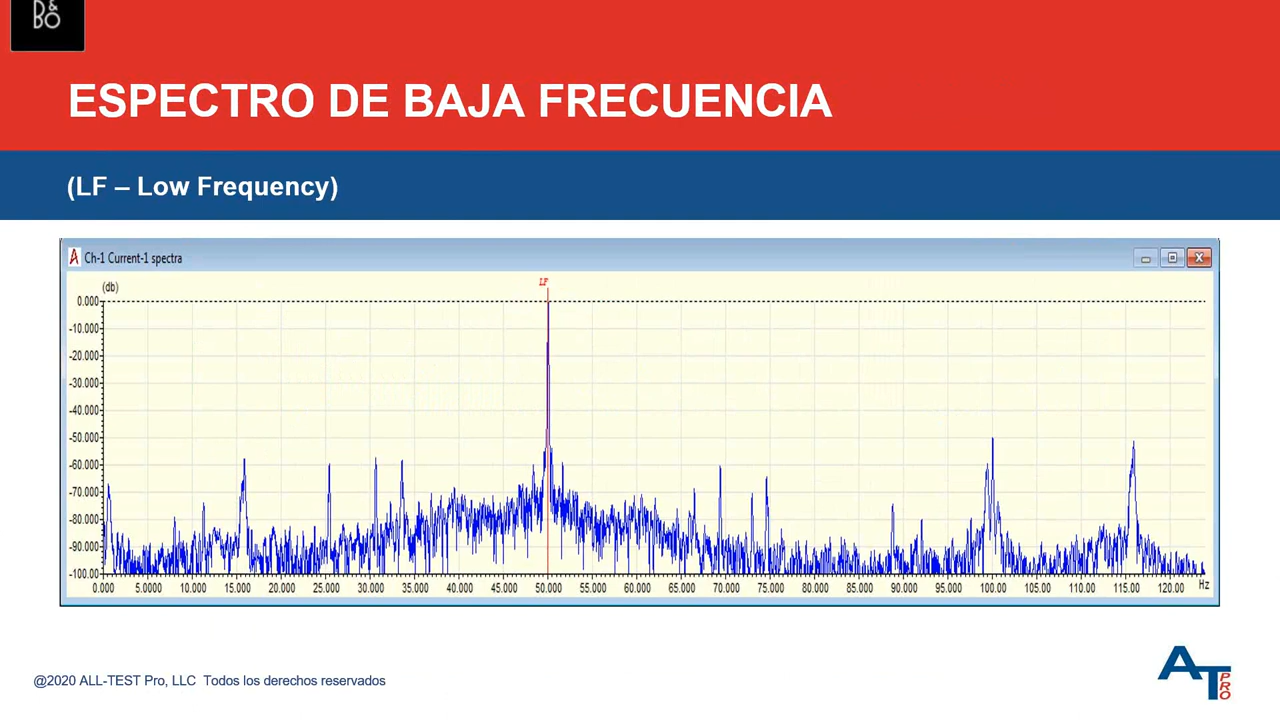 B&O
ESPECTRO DE BAJA FRECUENCIA
(LF – Low Frequency)
Ch-1 Current-1 spectra
(db)
LF
0.000
-10.000
-20.000
-30.000
-40.000
-50.000
-60.000
-70.000
-80.000
-90.000
-100.00
0.000 5.0000 10.000 15.000 20.000 25.000 30.000 35.000 40.000 45.000 50.000 55.000 60.000 65.000 70.000 75.000 80.000 85.000 90.000 95.000 100.00 105.00 110.00 115.00 120.00 Hz
@2020 ALL-TEST Pro, LLC Todos los derechos reservados
AT PRO